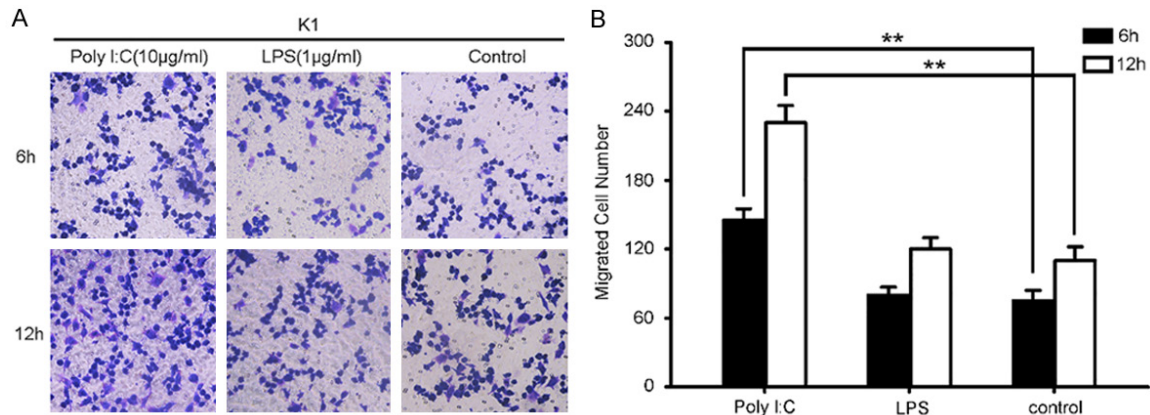 A
K1
Poly I:C(10μg/ml) LPS(1μg/ml) Control
6h
12h
B
300
240
180
120
60
0
Migrated Cell Number
**
**
6h
12h
Poly I:C LPS control